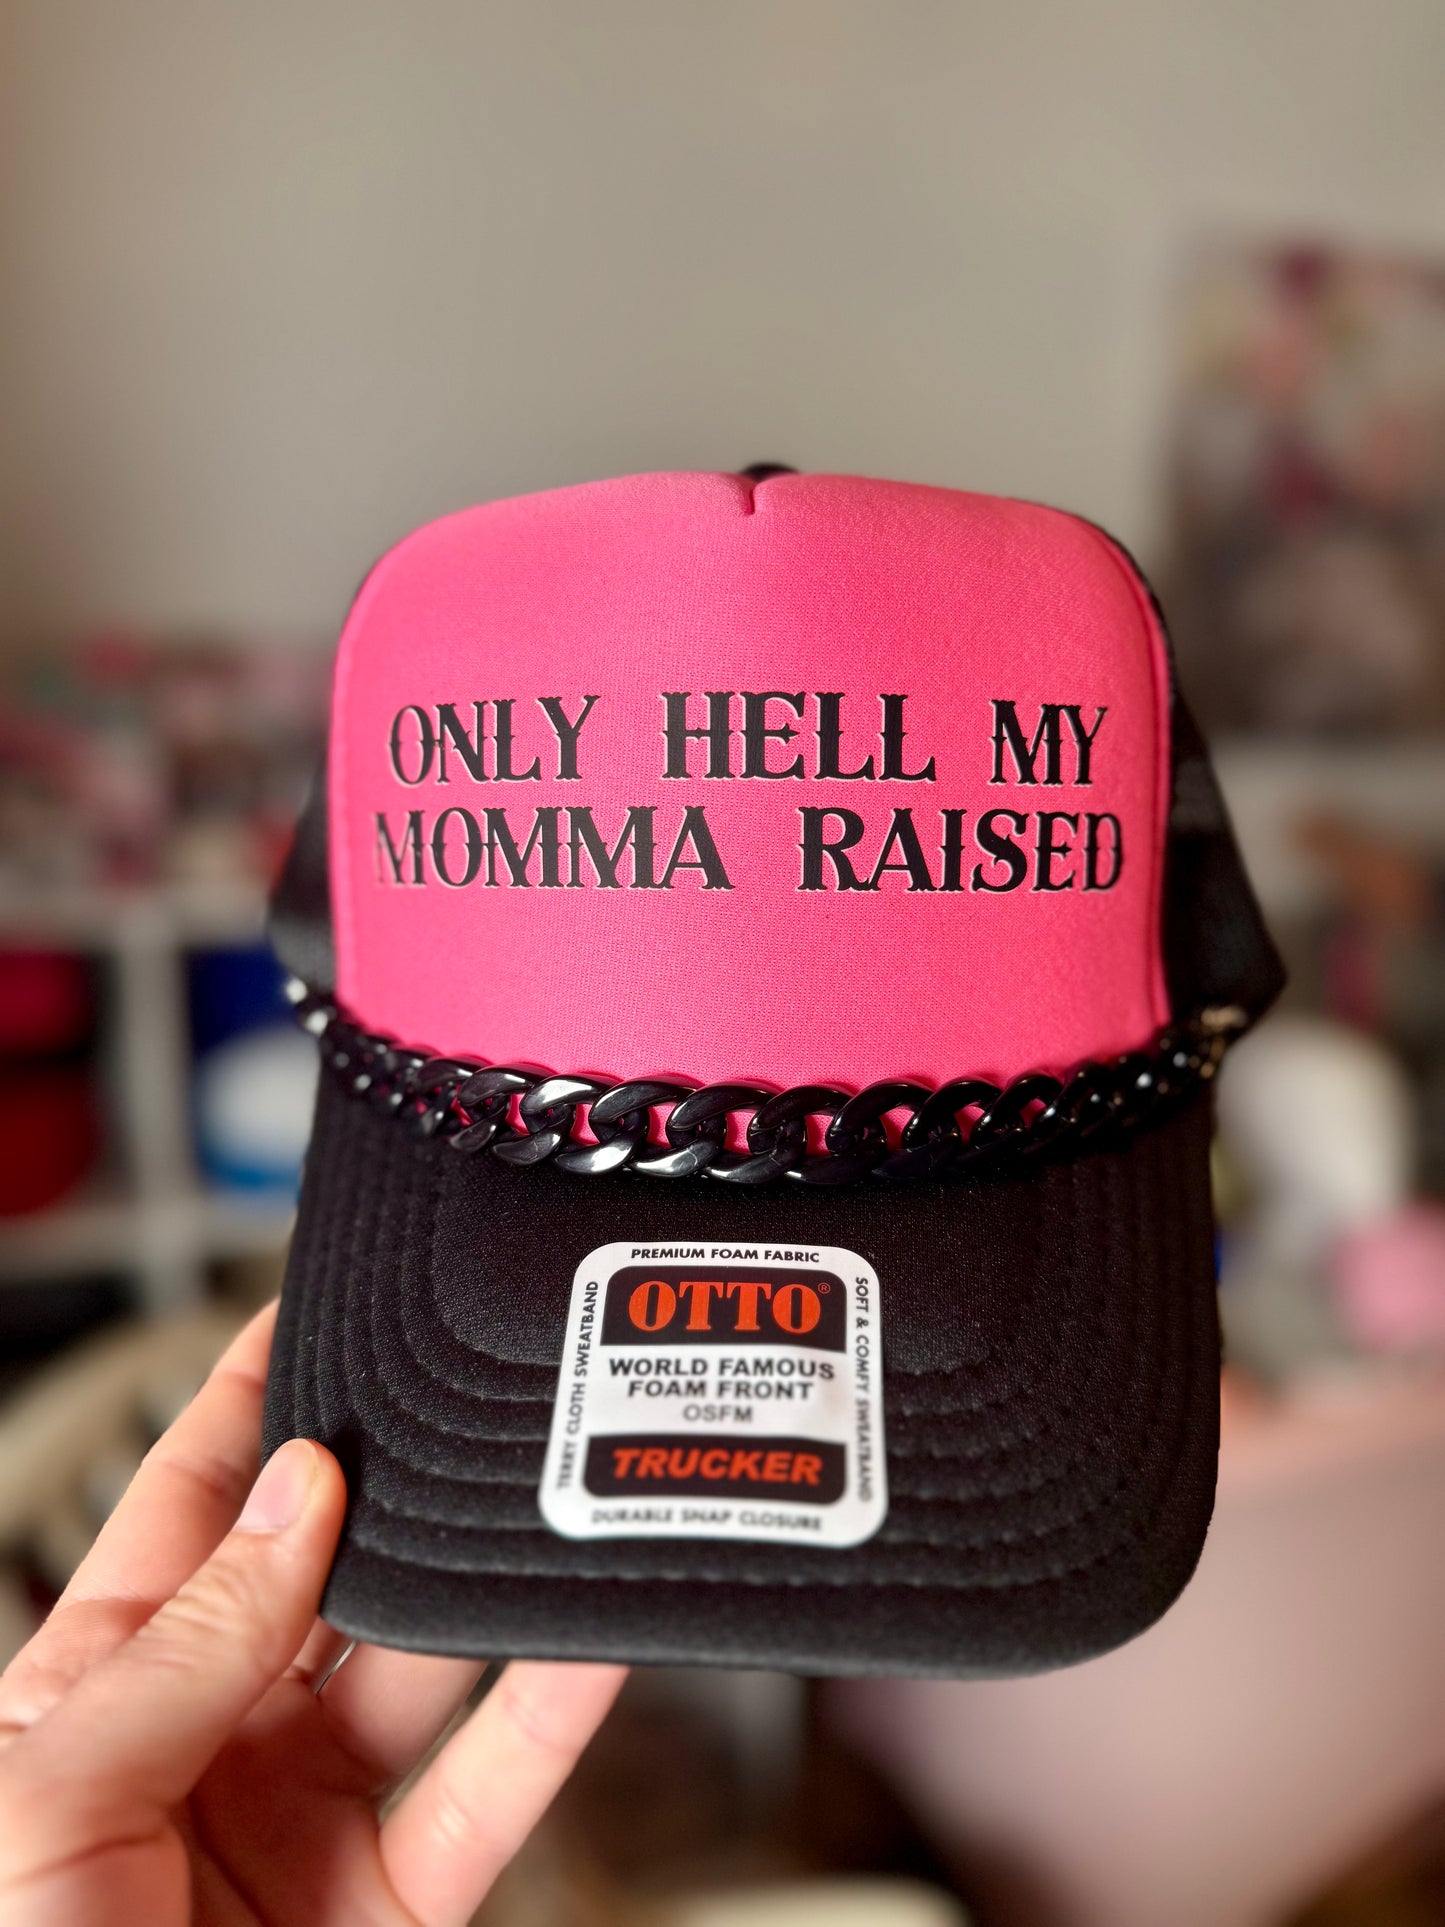 ONLY HELL MY
MOMMA RAISED
PREMIUM FOAM FABRIC
OTTO®
WORLD FAMOUS
FOAM FRONT
OSFM
TRUCKER
DURABLE SNAP CLOSURE
TERRY CLOTH SWEATBAND
SOFT & COMFY SWEATBAND